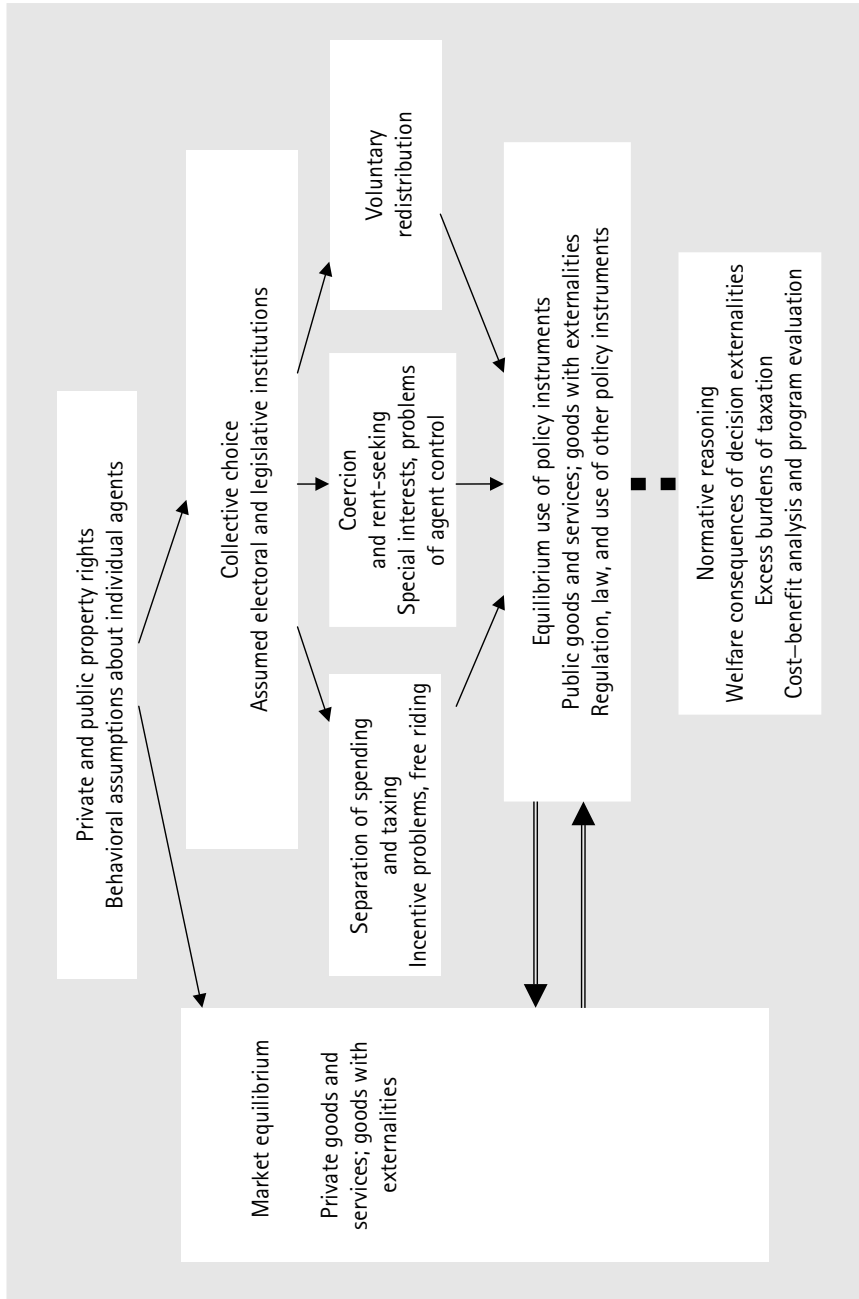 Private and public property rights
Behavioral assumptions about individual agents
Market equilibrium
Private goods and
services; goods with
externalities
Collective choice
Assumed electoral and legislative institutions
Separation of spending
and taxing
Incentive problems, free riding
Coercion
and rent-seeking
Special interests, problems
of agent control
Voluntary
redistribution
Equilibrium use of policy instruments
Public goods and services; goods with externalities
Regulation, law, and use of other policy instruments
Normative reasoning
Welfare consequences of decision externalities
Excess burdens of taxation
Cost–benefit analysis and program evaluation